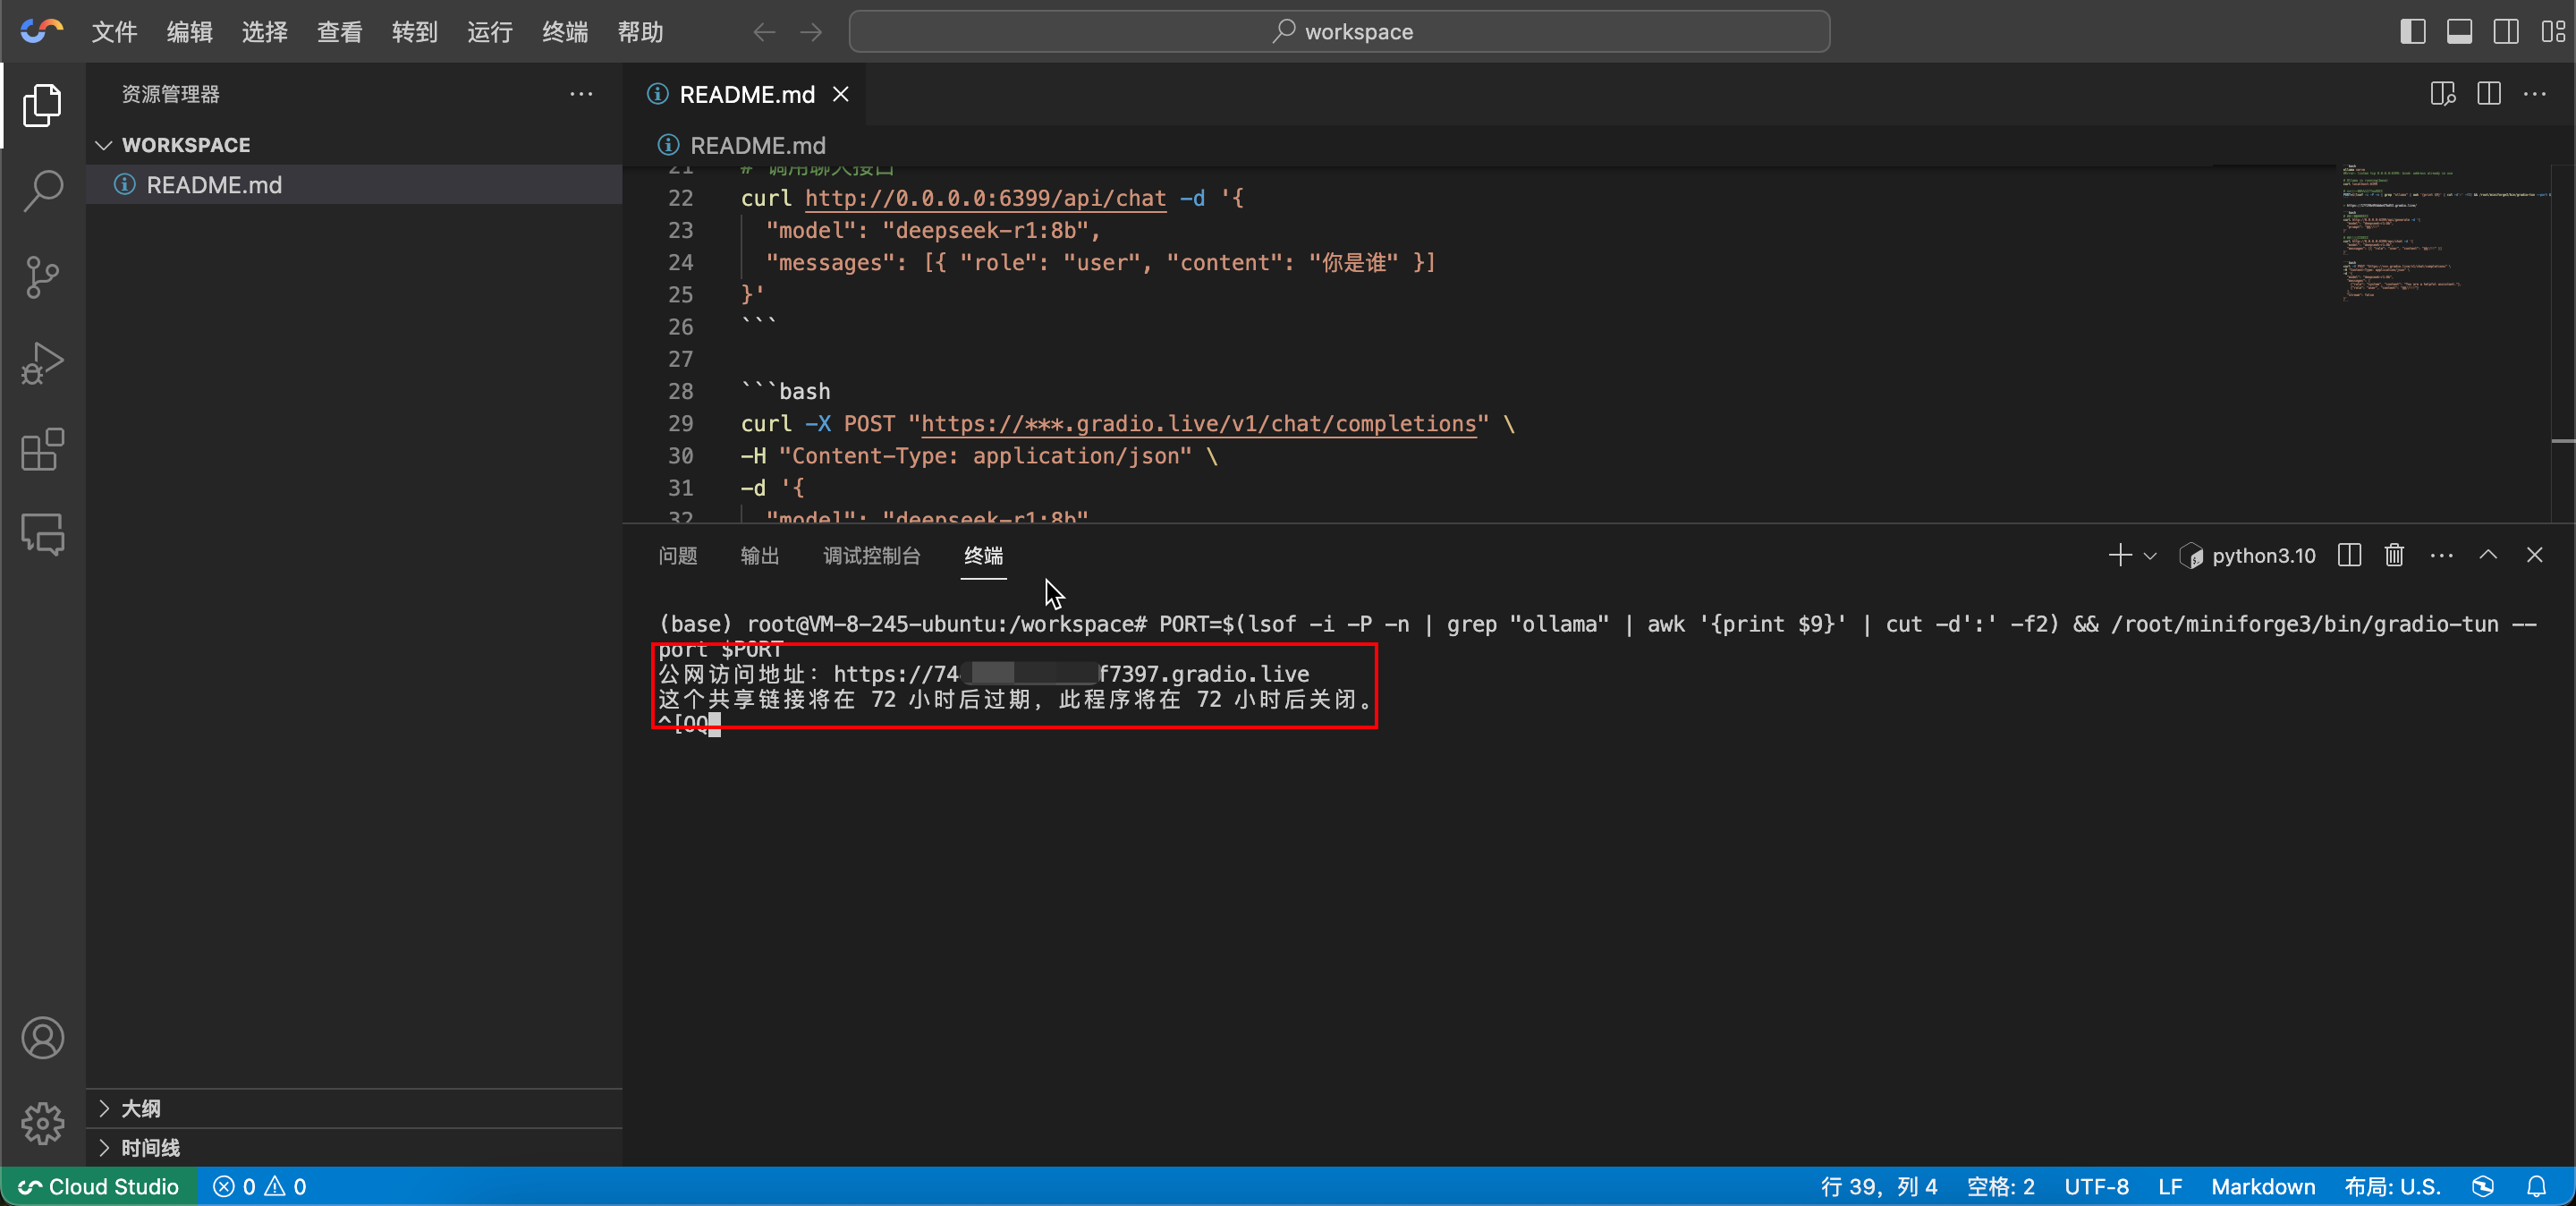 文件 编辑 选择 查看 转到 运行 终端 帮助 workspace
资源管理器
README.md
WORKSPACE
README.md
README.md
21 # 调用聊天接口
22 curl http://0.0.0.0:6399/api/chat -d '{
23 "model": "deepseek-r1:8b",
24 "messages": [{ "role": "user", "content": "你是谁" }]
25 }'
26 ```
27
28 ```bash
29 curl -X POST "https://***.gradio.live/v1/chat/completions" \
30 -H "Content-Type: application/json" \
31 -d '{
32 "model": "deepseek-r1:8b"
问题 输出 调试控制台 终端 python3.10
(base) root@VM-8-245-ubuntu:/workspace# PORT=$(lsof -i -P -n | grep "ollama" | awk '{print $9}' | cut -d':' -f2) && /root/miniforge3/bin/gradio-tun --
port $PORT
公网访问地址: https://74 f7397.gradio.live
这个共享链接将在 72 小时后过期, 此程序将在 72 小时后关闭。
^[OQ
大纲
时间线
Cloud Studio 0 0 行 39, 列 4 空格: 2 UTF-8 LF Markdown 布局: U.S.